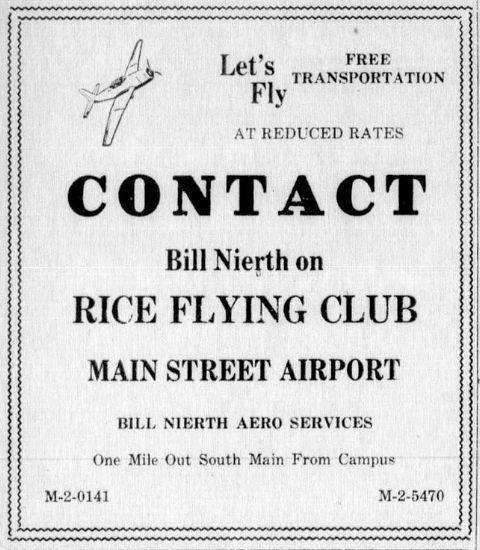 Let's Fly
FREE TRANSPORTATION
AT REDUCED RATES
CONTACT
Bill Nierth on
RICE FLYING CLUB
MAIN STREET AIRPORT
BILL NIERTH AERO SERVICES
One Mile Out South Main From Campus
M-2-0141 M-2-5470